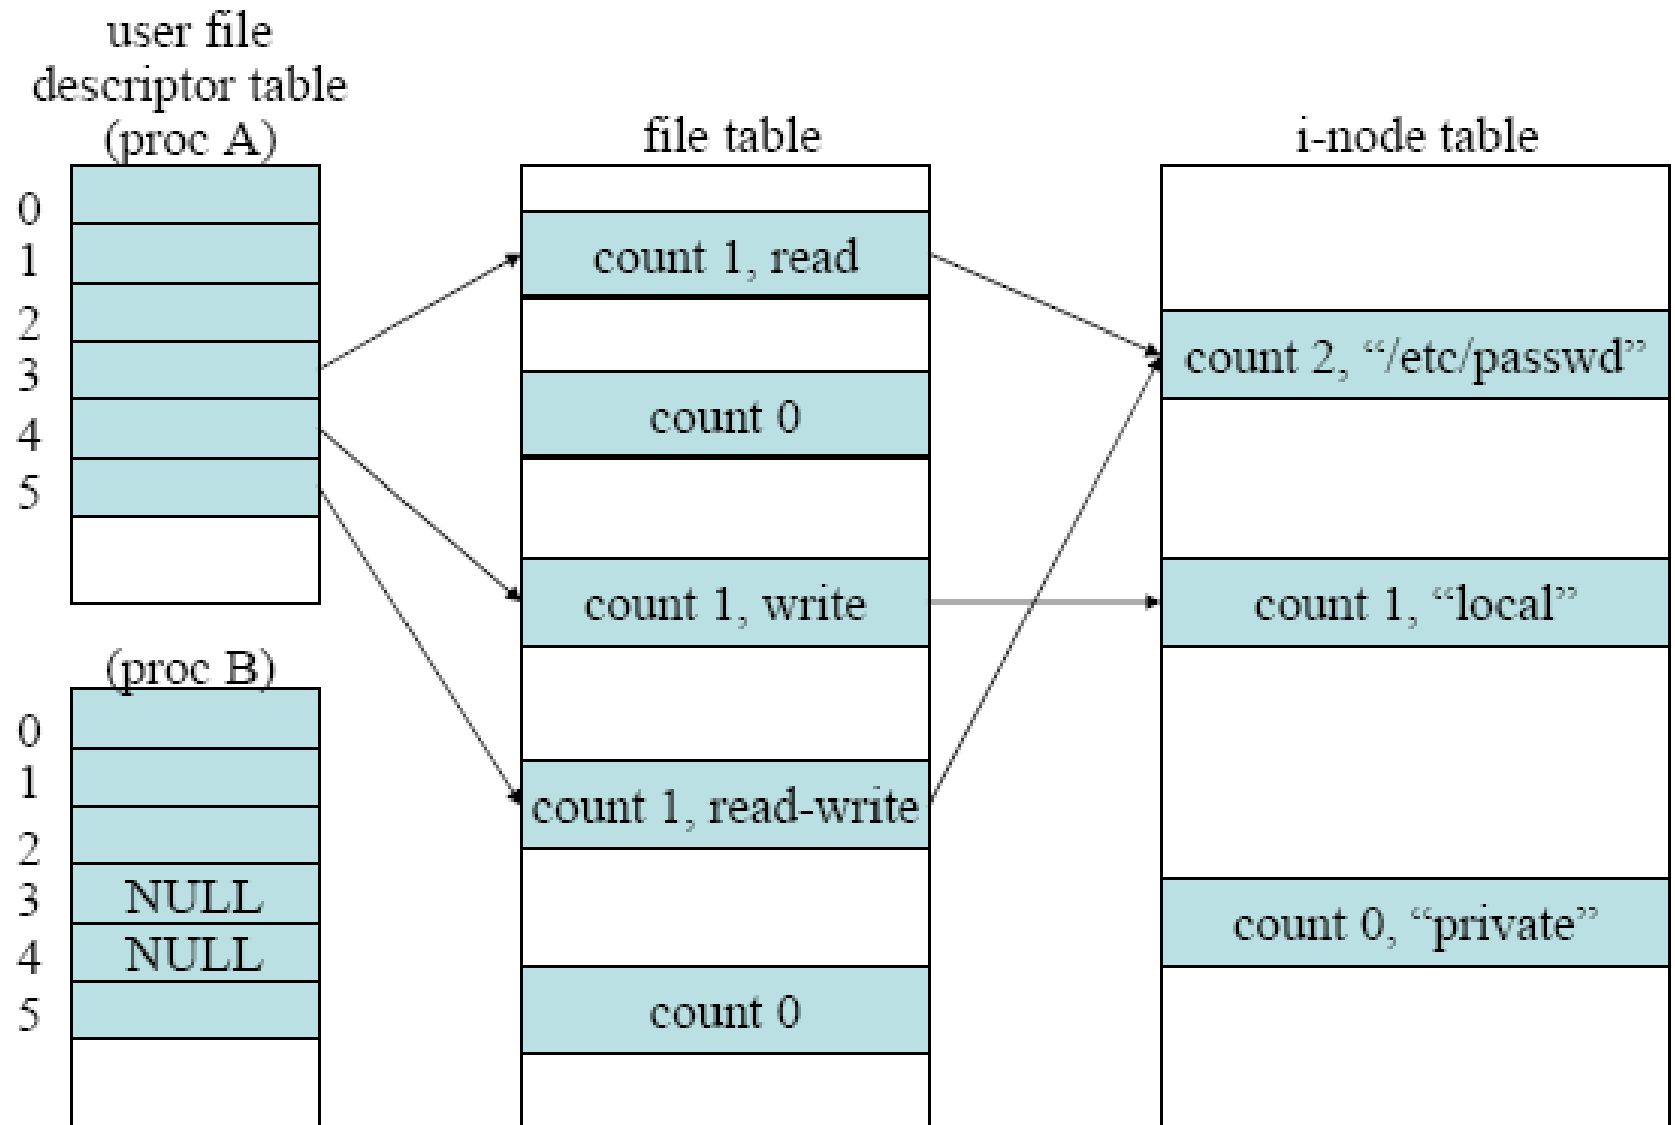 user file
descriptor table
(proc A)
0
1
2
3
4
5
(proc B)
0
1
2
3 NULL
4 NULL
5
file table
count 1, read
count 0
count 1, write
count 1, read-write
count 0
i-node table
count 2, “/etc/passwd”
count 1, “local”
count 0, “private”